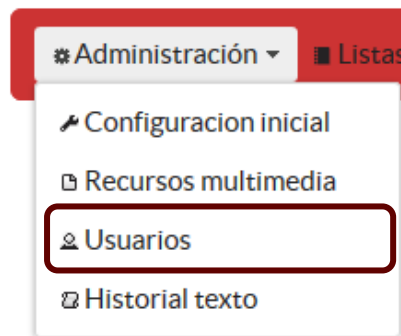 Administración Listas
Configuracion inicial
Recursos multimedia
Usuarios
Historial texto